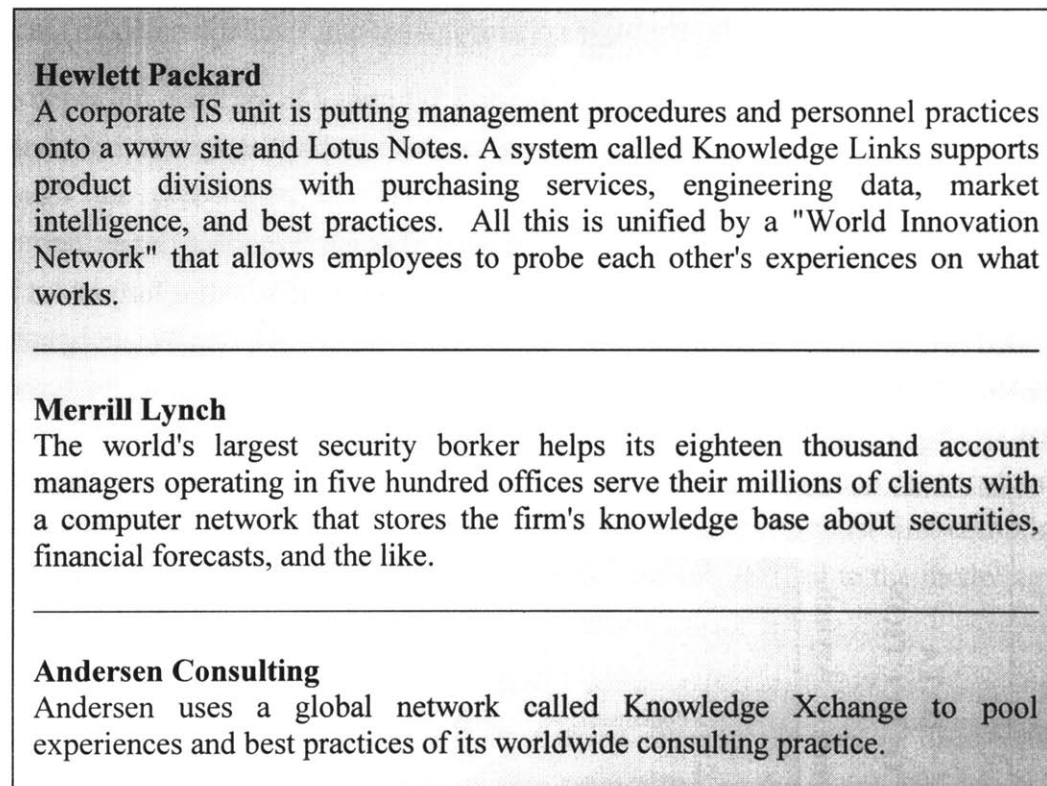 Hewlett Packard
A corporate IS unit is putting management procedures and personnel practices
onto a www site and Lotus Notes. A system called Knowledge Links supports
product divisions with purchasing services, engineering data, market
intelligence, and best practices. All this is unified by a "World Innovation
Network" that allows employees to probe each other's experiences on what
works.
Merrill Lynch
The world's largest security borker helps its eighteen thousand account
managers operating in five hundred offices serve their millions of clients with
a computer network that stores the firm's knowledge base about securities,
financial forecasts, and the like.
Andersen Consulting
Andersen uses a global network called Knowledge Xchange to pool
experiences and best practices of its worldwide consulting practice.